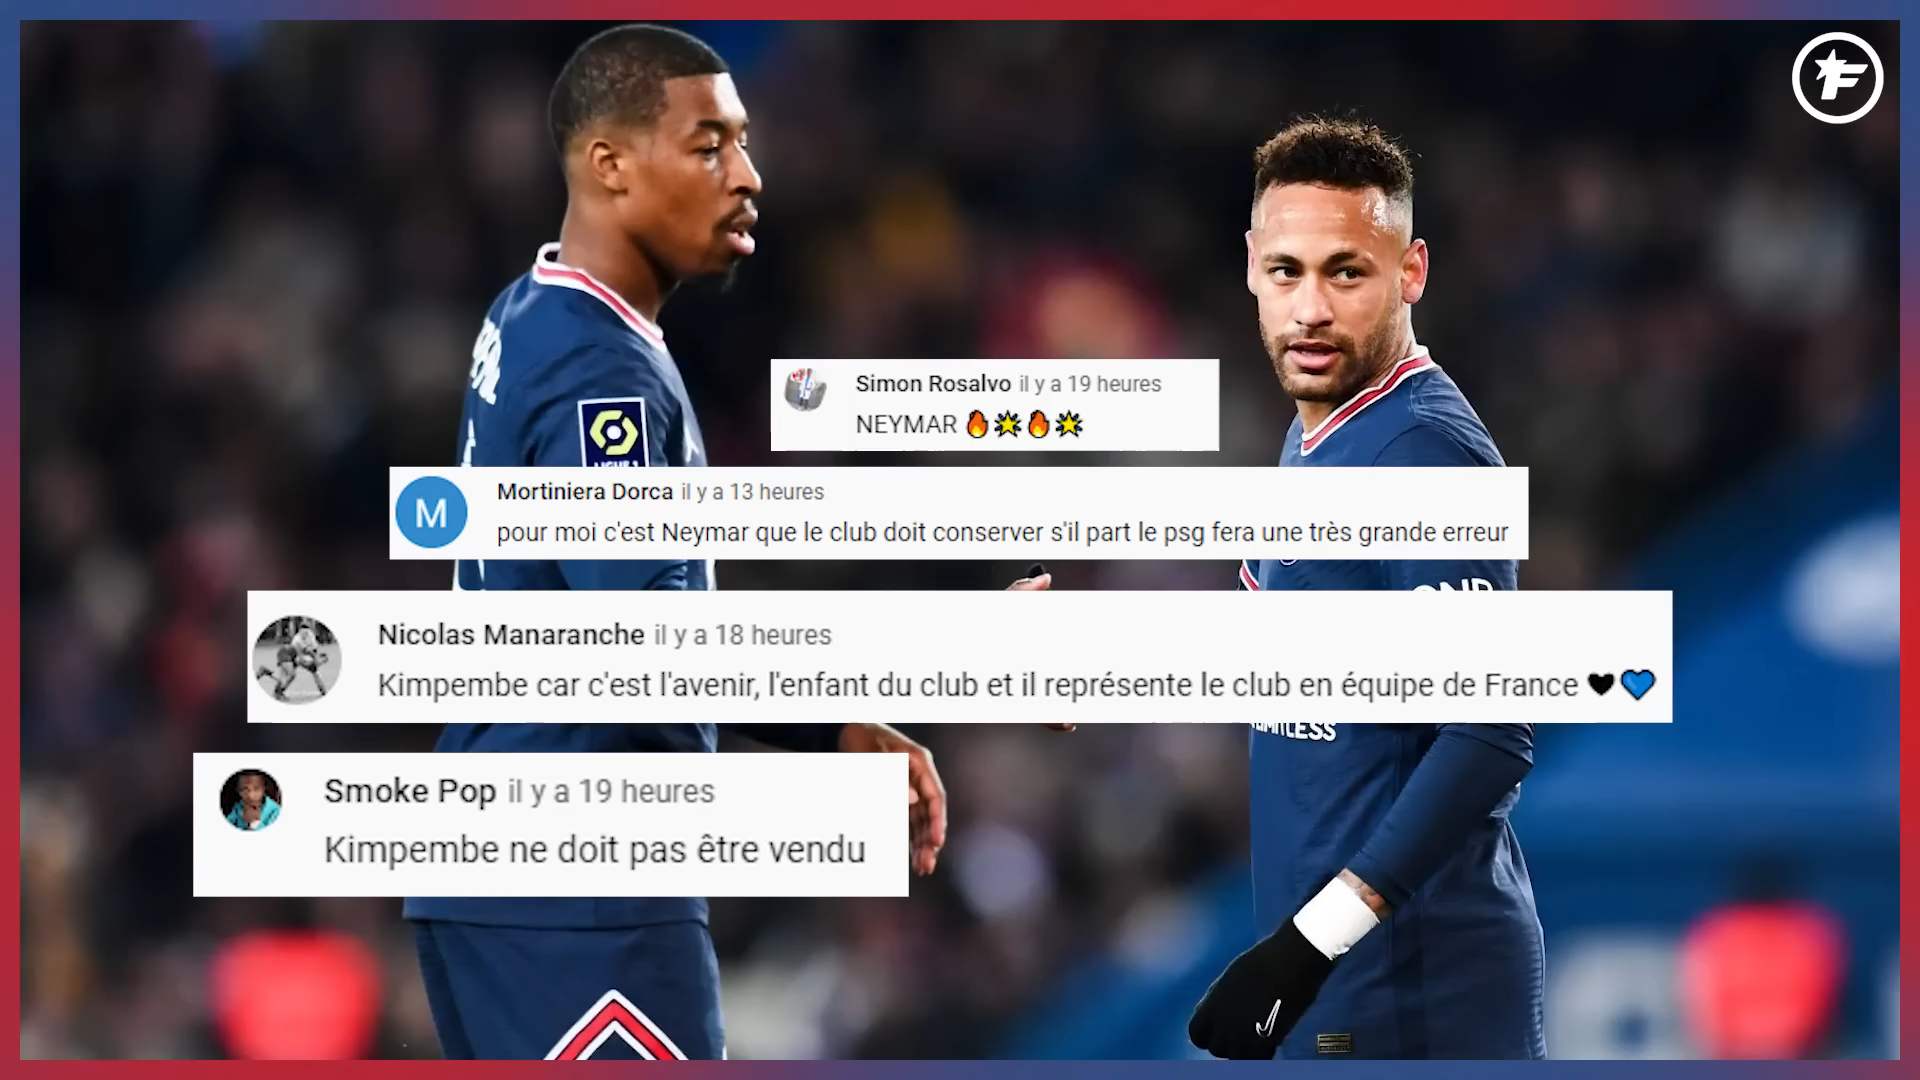 Simon Rosalvo il y a 19 heures
NEYMAR 🔥🌟🔥🌟
LIGUE 1
M
Mortiniera Dorca il y a 13 heures
pour moi c'est Neymar que le club doit conserver s'il part le psg fera une très grande erreur
Nicolas Manaranche il y a 18 heures
Kimpembe car c'est l'avenir, l'enfant du club et il représente le club en équipe de France 🖤💙
Smoke Pop il y a 19 heures
Kimpembe ne doit pas être vendu